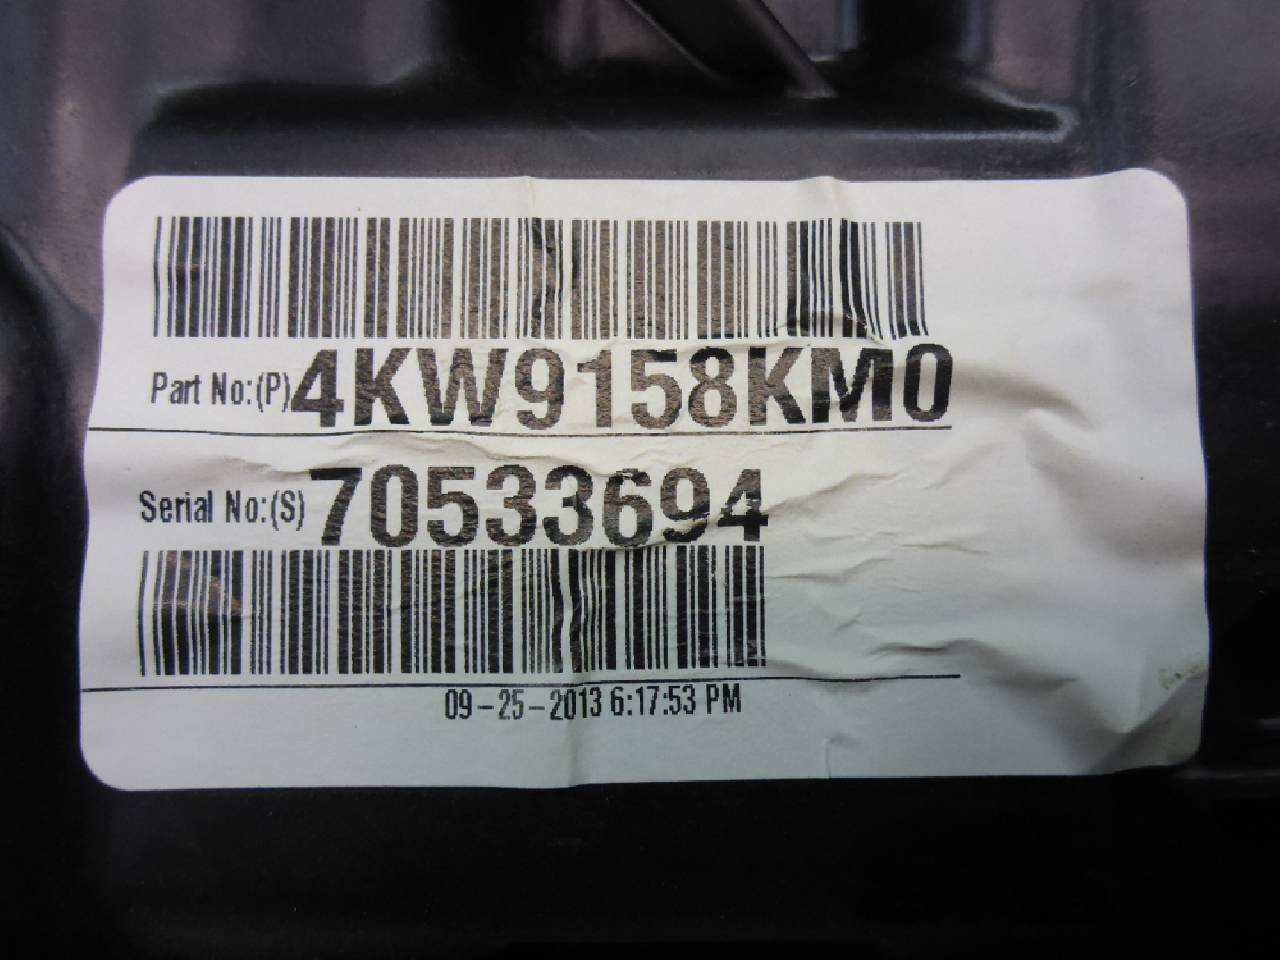 Part No:(P)4KW9158KM0
Serial No:(S)70533694
09-25-2013 6:17:53 PM